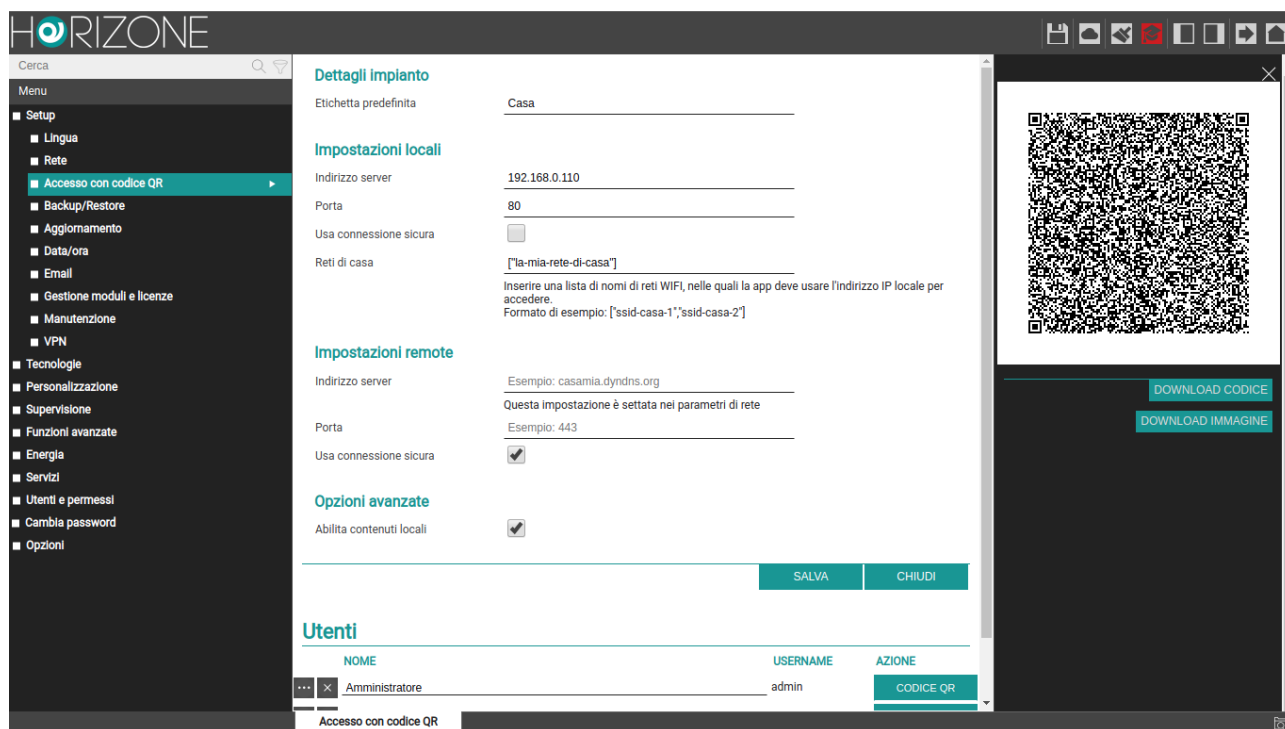 HORIZONE
Cerca
Menu
Setup
Lingua
Rete
Accesso con codice QR
Backup/Restore
Aggiornamento
Data/ora
Email
Gestione moduli e licenze
Manutenzione
VPN
Tecnologie
Personalizzazione
Supervisione
Funzioni avanzate
Energia
Servizi
Utenti e permessi
Cambia password
Opzioni
Dettagli impianto
Etichetta predefinita Casa
Impostazioni locali
Indirizzo server 192.168.0.110
Porta 80
Usa connessione sicura
Reti di casa ["la-mia-rete-di-casa"]
Inserire una lista di nomi di reti WIFI, nelle quali la app deve usare l'indirizzo IP locale per
accedere.
Formato di esempio: ["ssid-casa-1","ssid-casa-2"]
Impostazioni remote
Indirizzo server Esempio: casamia.dyndns.org
Questa impostazione è settata nei parametri di rete
Porta Esempio: 443
Usa connessione sicura
Opzioni avanzate
Abilita contenuti locali
SALVA CHIUDI
Utenti
NOME USERNAME AZIONE
Amministratore admin CODICE QR
DOWNLOAD CODICE
DOWNLOAD IMMAGINE
Accesso con codice QR